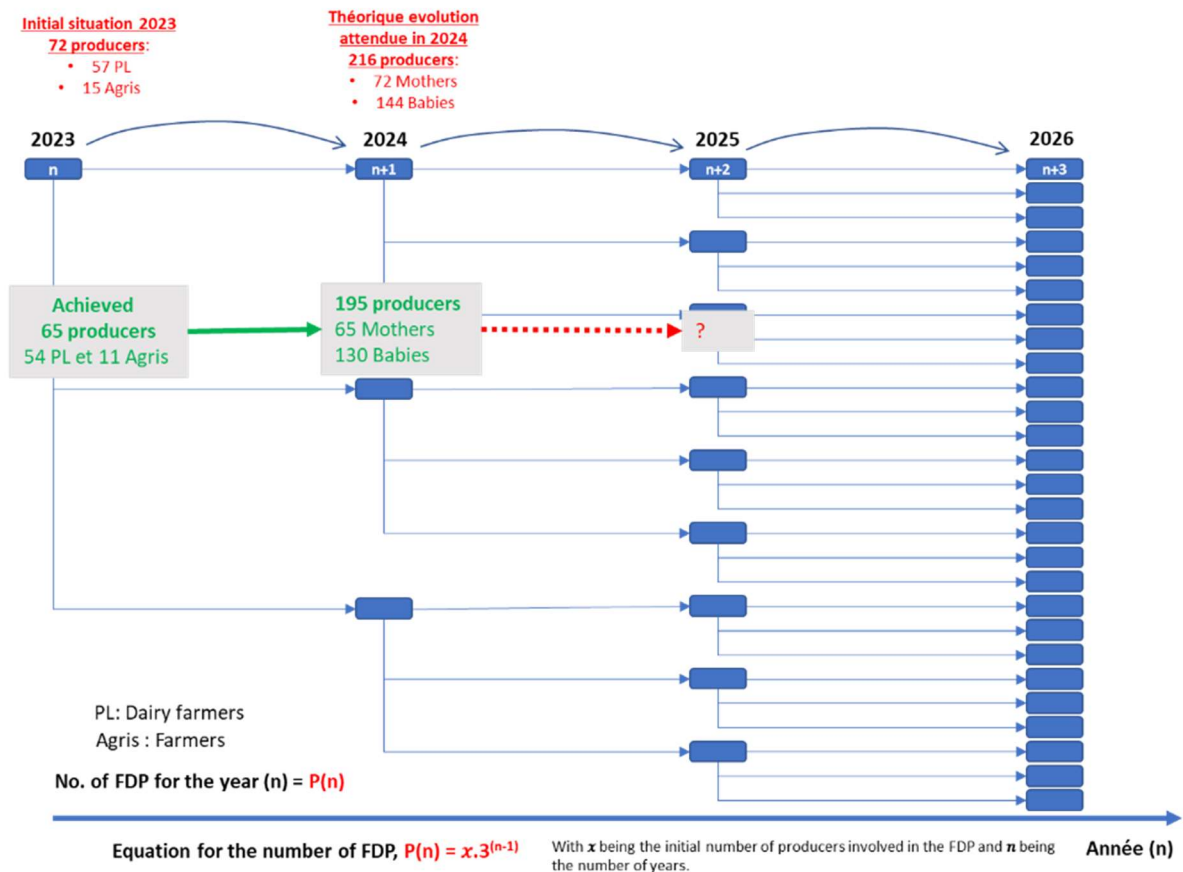 Initial situation 2023
72 producers:
• 57 PL
• 15 Agris
Théorique evolution
attendue in 2024
216 producers:
• 72 Mothers
• 144 Babies
2023
2024
2025
2026
n
n+1
n+2
n+3
Achieved
65 producers
54 PL et 11 Agris
195 producers
65 Mothers
130 Babies
?
PL: Dairy farmers
Agris : Farmers
No. of FDP for the year (n) = P(n)
Equation for the number of FDP, P(n) = x.3(n-1)
With x being the initial number of producers involved in the FDP and n being
the number of years.
Année (n)